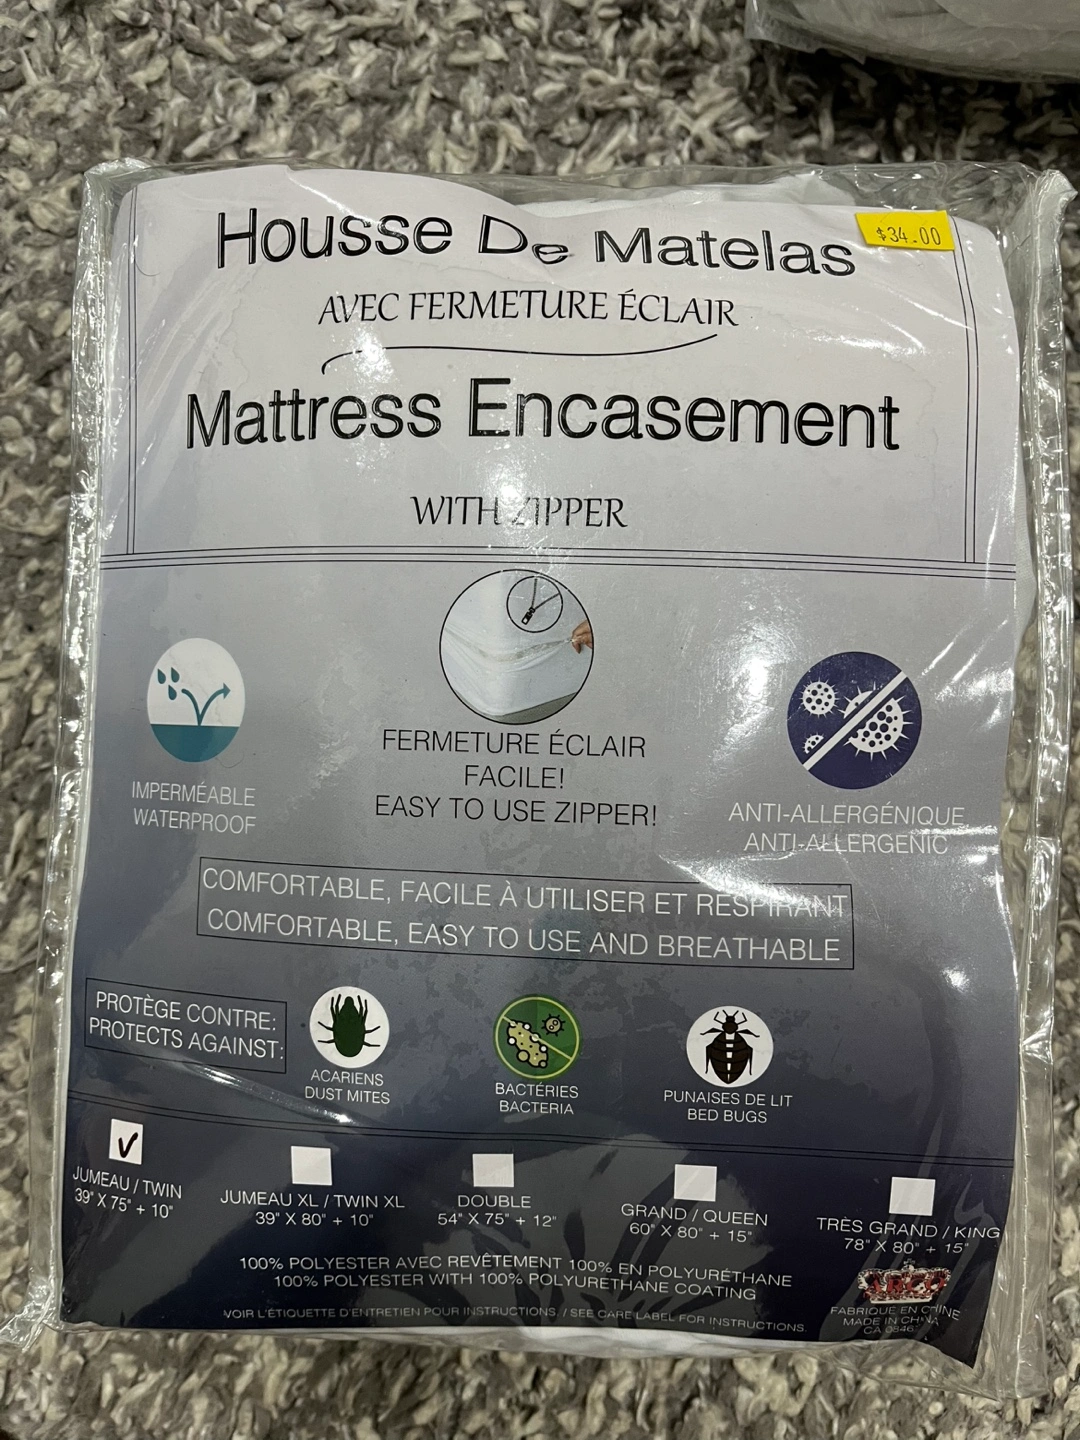 Housse De Matelas
$34.00
AVEC FERMETURE ÉCLAIR
Mattress Encasement
WITH ZIPPER
FERMETURE ÉCLAIR
FACILE!
EASY TO USE ZIPPER!
IMPERMÉABLE
WATERPROOF
ANTI-ALLERGÉNIQUE
ANTI-ALLERGENIC
COMFORTABLE, FACILE À UTILISER ET RESPIRANT
COMFORTABLE, EASY TO USE AND BREATHABLE
PROTÈGE CONTRE:
PROTECTS AGAINST:
ACARIENS
DUST MITES
BACTÉRIES
BACTERIA
PUNAISES DE LIT
BED BUGS
JUMEAU / TWIN
39" X 75" + 10"
JUMEAU XL / TWIN XL
39" X 80" + 10"
DOUBLE
54" X 75" + 12"
GRAND / QUEEN
60" X 80" + 15"
TRÈS GRAND / KING
78" X 80" + 15"
100% POLYESTER AVEC REVÊTEMENT 100% EN POLYURÉTHANE
100% POLYESTER WITH 100% POLYURETHANE COATING
VOIR L'ÉTIQUETTE D'ENTRETIEN POUR INSTRUCTIONS. / SEE CARE LABEL FOR INSTRUCTIONS.
ARCO
FABRIQUE EN CHINE
MADE IN CHINA
CA